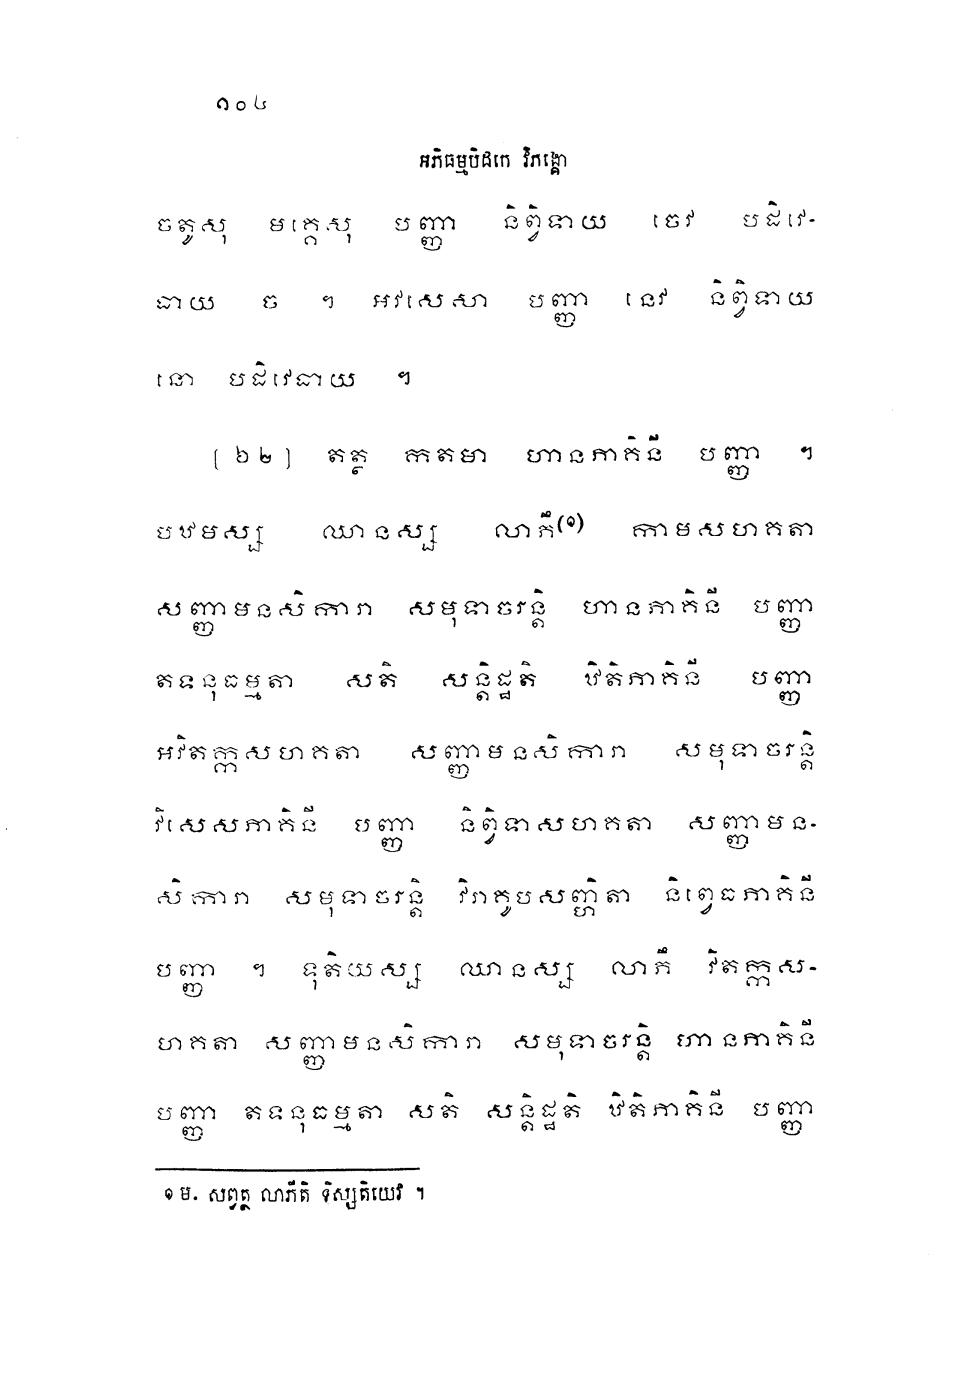 ១០៤
អភិធម្មបិដកេ វិភង្គោ
ចតូសុ មគ្គេសុ បញ្ញា និព្វិទាយ ចេវ បដិវេ-
ធាយ ច ។ អវសេសា បញ្ញា នេវ និព្វិទាយ
នោ បដិវេធាយ ។
[៦២] តត្ថ កតមា ហានភាគិនី បញ្ញា ។
បឋមស្ស ឈានស្ស លាភឹ(១) កាមសហគតា
សញ្ញាមនសិការា សមុទាចរន្តិ ហានភាគិនី បញ្ញា
តទនុធម្មតា សតិ សន្តិដ្ឋតិ ឋិតិភាគិនី បញ្ញា
អវិតក្កសហគតា សញ្ញាមនសិការា សមុទាចរន្តិ
វិសេសភាគិនី បញ្ញា និព្វិទាសហគតា សញ្ញាមន-
សិការា សមុទាចរន្តិ វិរាគូបសញ្ហិតា និព្វេធភាគិនី
បញ្ញា ។ ទុតិយស្ស ឈានស្ស លាភឹ វិតក្កស-
ហគតា សញ្ញាមនសិការា សមុទាចរន្តិ ហានភាគិនី
បញ្ញា តទនុធម្មតា សតិ សន្តិដ្ឋតិ ឋិតិភាគិនី បញ្ញា
១ ម. សព្វត្ថ លាភីតិ ទិស្សតិយេវ ។